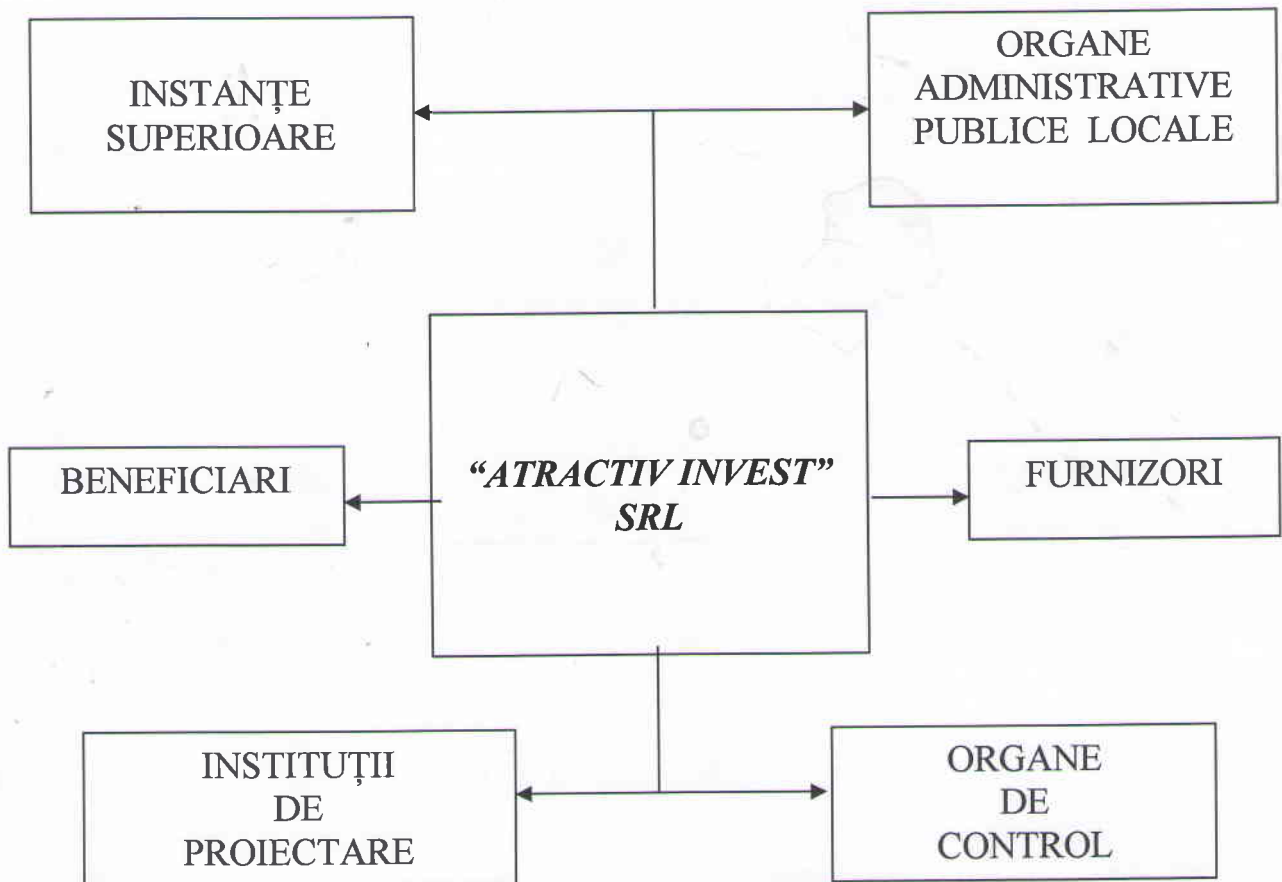 INSTANȚE
SUPERIOARE
ORGANE
ADMINISTRATIVE
PUBLICE LOCALE
BENEFICIARI
“ATRACTIV INVEST”
SRL
FURNIZORI
INSTITUȚII
DE
PROIECTARE
ORGANE
DE
CONTROL